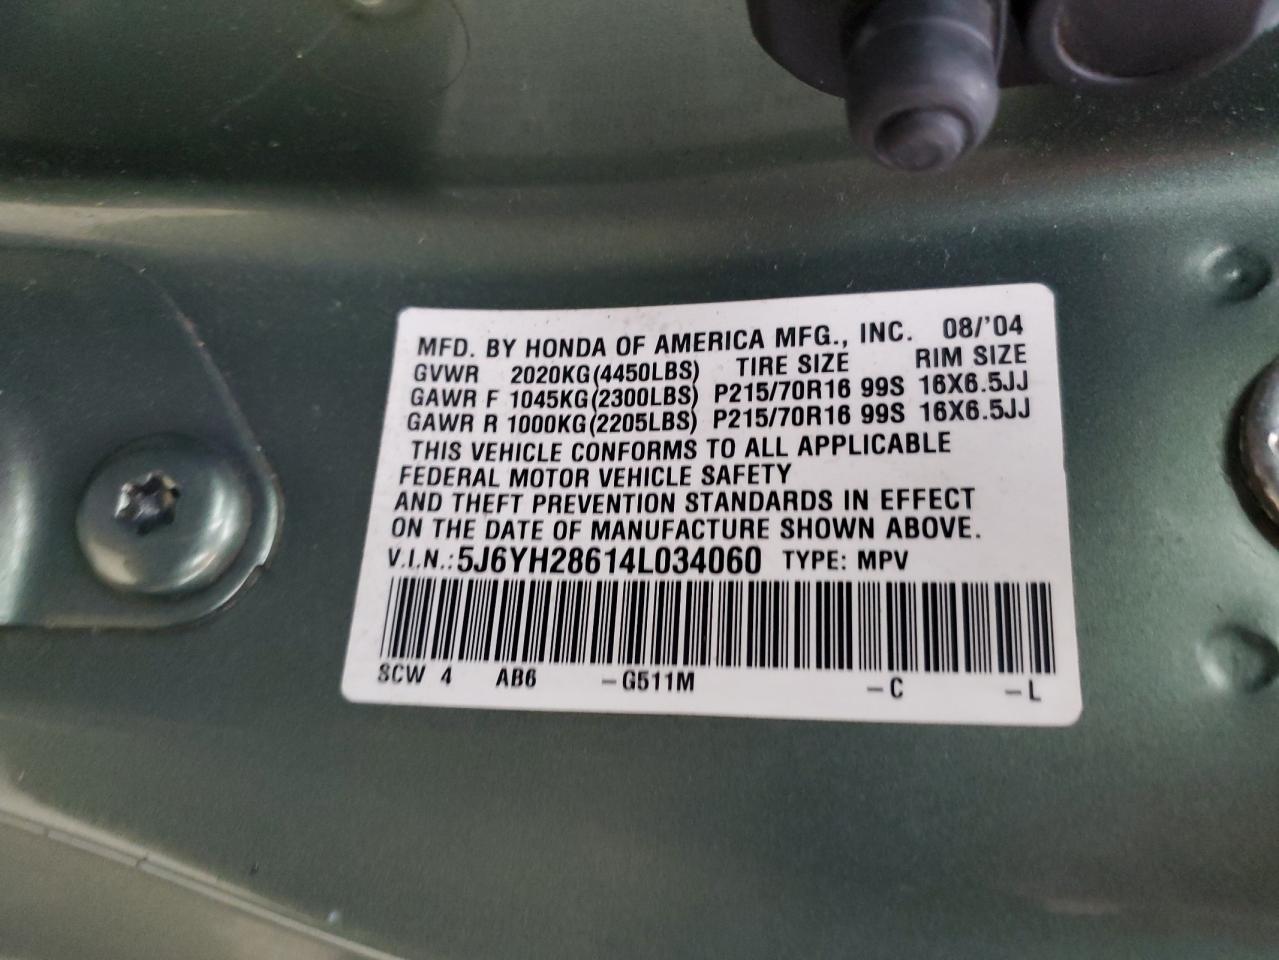 MFD. BY HONDA OF AMERICA MFG., INC. 08/'04
GVWR 2020KG(4450LBS) TIRE SIZE RIM SIZE
GAWR F 1045KG(2300LBS) P215/70R16 99S 16X6.5JJ
GAWR R 1000KG(2205LBS) P215/70R16 99S 16X6.5JJ
THIS VEHICLE CONFORMS TO ALL APPLICABLE
FEDERAL MOTOR VEHICLE SAFETY
AND THEFT PREVENTION STANDARDS IN EFFECT
ON THE DATE OF MANUFACTURE SHOWN ABOVE.
V.I.N.:5J6YH28614L034060 TYPE: MPV
SCW 4 AB6 -G511M -C -L